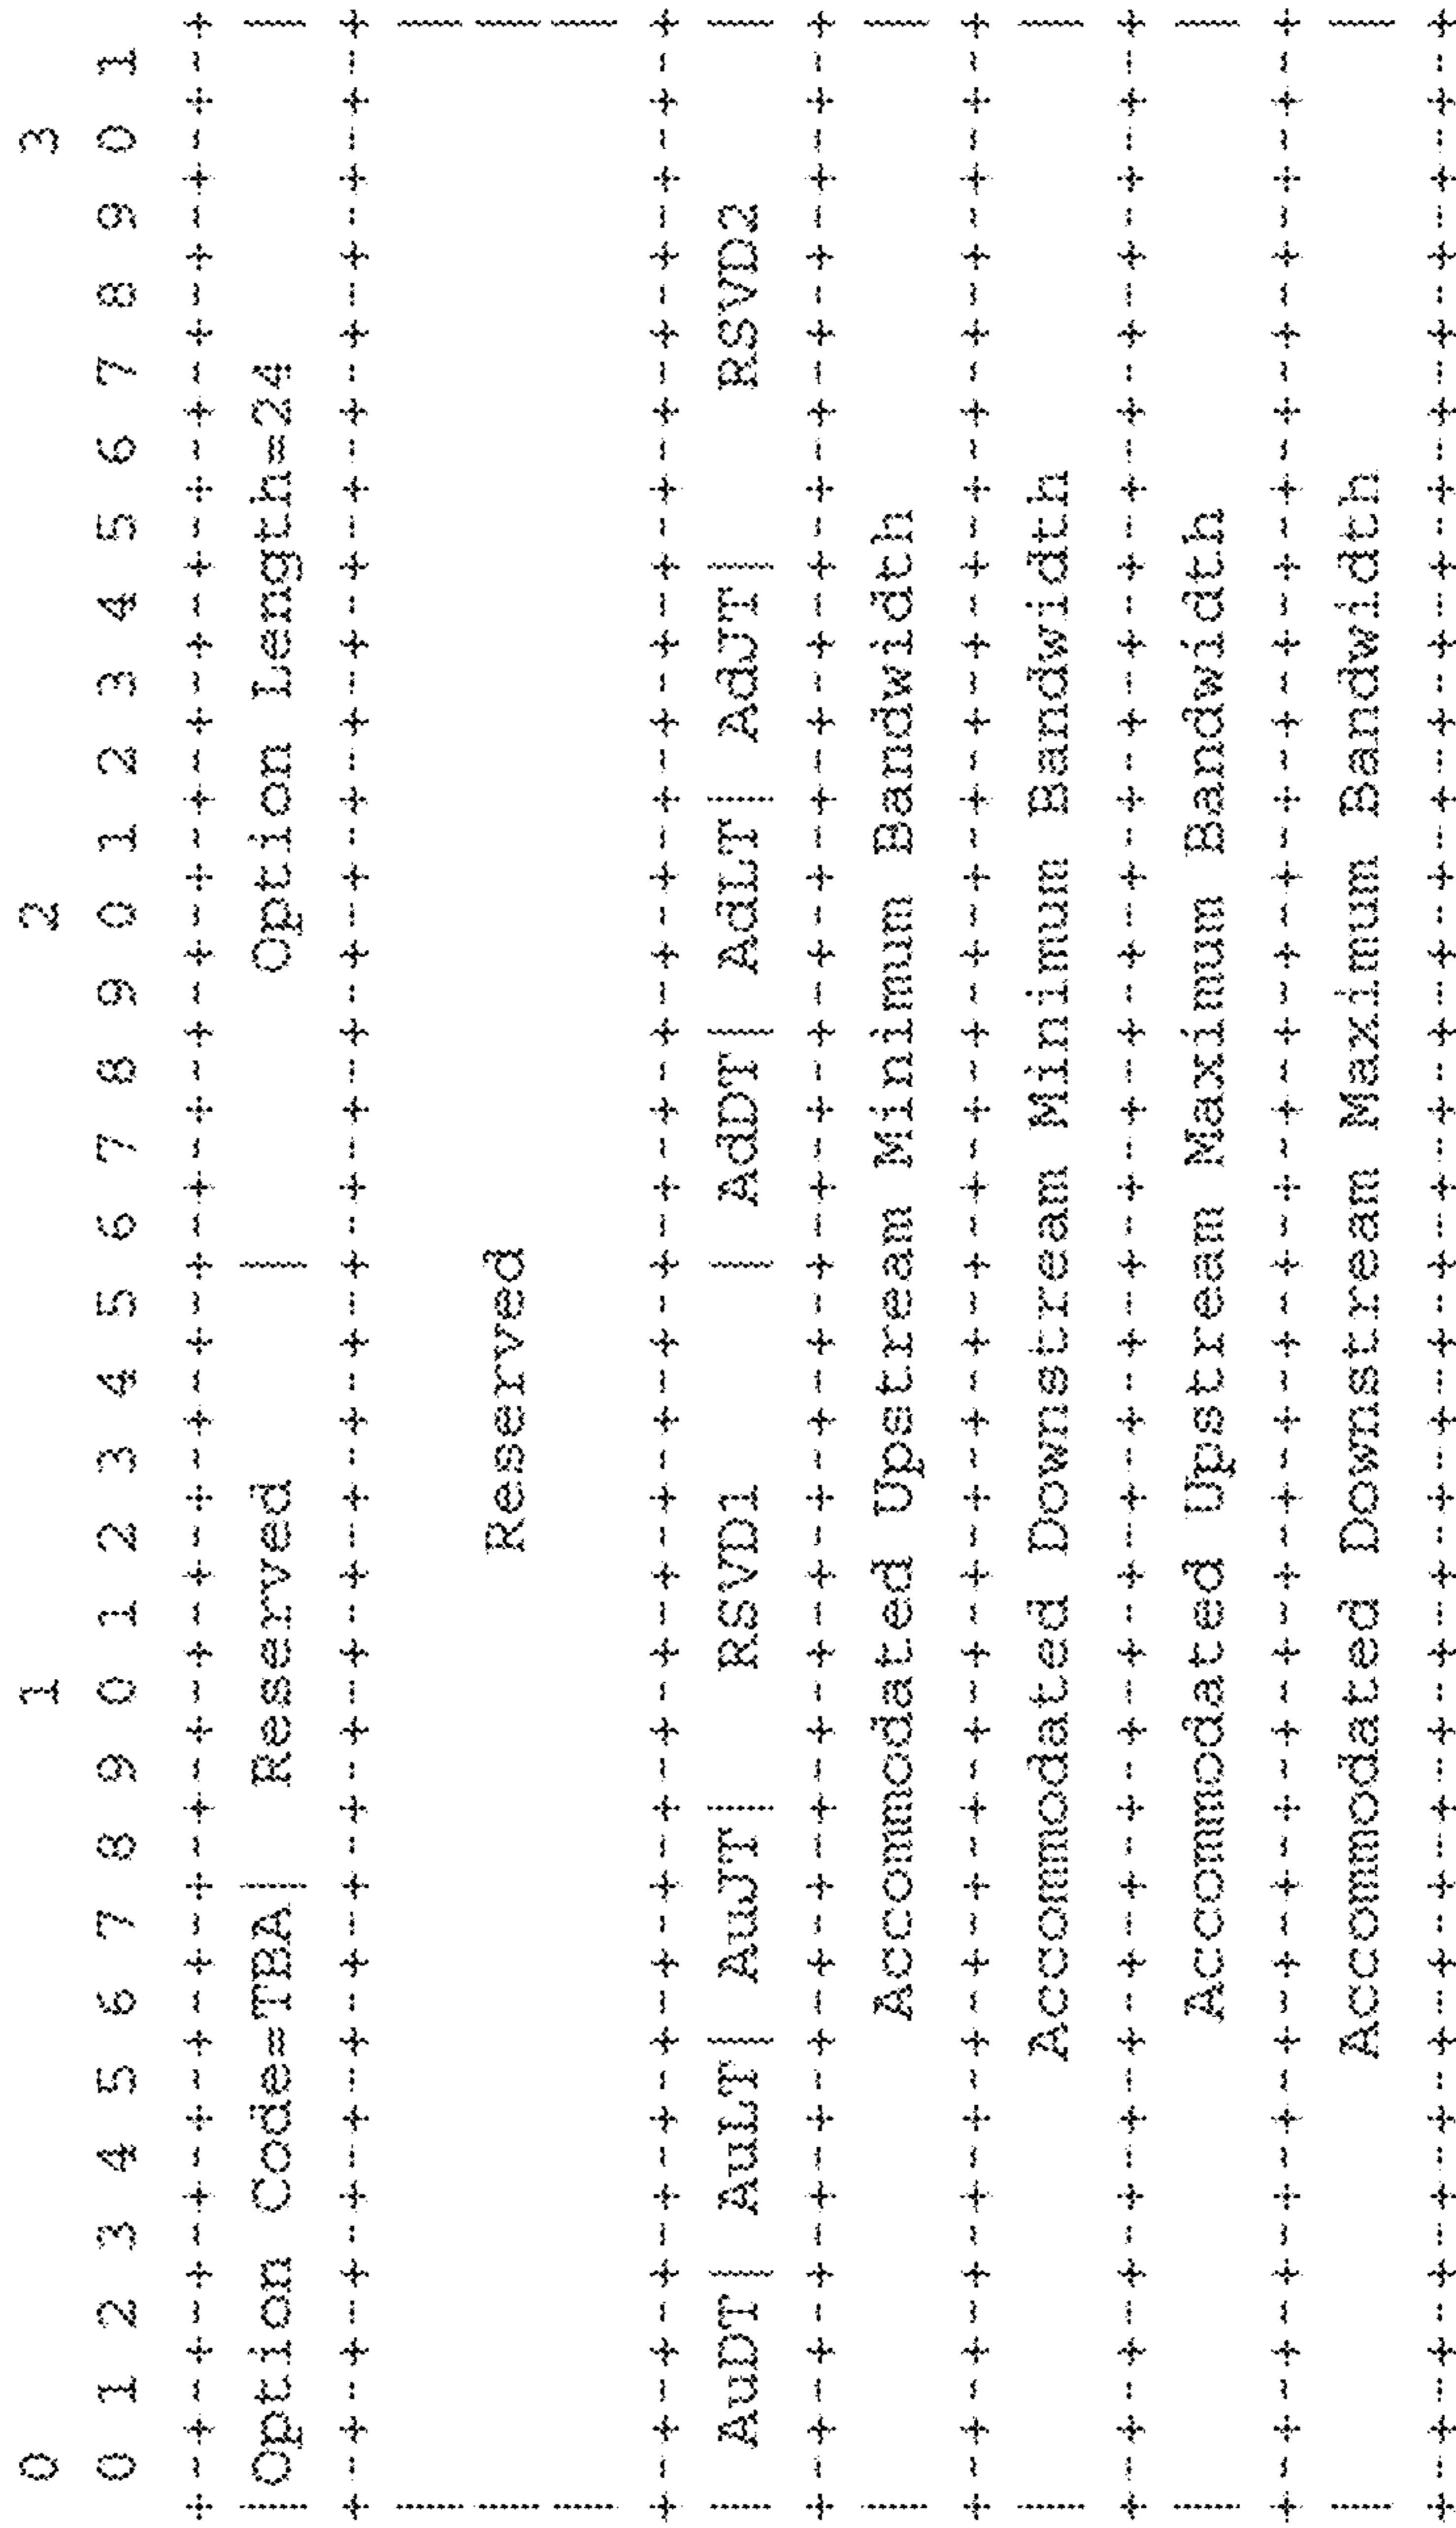 0                   1                   2                   3
 0 1 2 3 4 5 6 7 8 9 0 1 2 3 4 5 6 7 8 9 0 1 2 3 4 5 6 7 8 9 0 1
+-+-+-+-+-+-+-+-+-+-+-+-+-+-+-+-+-+-+-+-+-+-+-+-+-+-+-+-+-+-+-+-+
|Option Code=TBA|  Reserved     |       Option Length=24        |
+-+-+-+-+-+-+-+-+-+-+-+-+-+-+-+-+-+-+-+-+-+-+-+-+-+-+-+-+-+-+-+-+
|                                                               |
|                        Reserved                               |
|                                                               |
+-+-+-+-+-+-+-+-+-+-+-+-+-+-+-+-+-+-+-+-+-+-+-+-+-+-+-+-+-+-+-+-+
| AuDT| AuLT| AuJT|   RSVD1     | AdDT| AdLT| AdJT|    RSVD2    |
+-+-+-+-+-+-+-+-+-+-+-+-+-+-+-+-+-+-+-+-+-+-+-+-+-+-+-+-+-+-+-+-+
|            Accommodated Upstream Minimum Bandwidth            |
+-+-+-+-+-+-+-+-+-+-+-+-+-+-+-+-+-+-+-+-+-+-+-+-+-+-+-+-+-+-+-+-+
|           Accommodated Downstream Minimum Bandwidth           |
+-+-+-+-+-+-+-+-+-+-+-+-+-+-+-+-+-+-+-+-+-+-+-+-+-+-+-+-+-+-+-+-+
|            Accommodated Upstream Maximum Bandwidth            |
+-+-+-+-+-+-+-+-+-+-+-+-+-+-+-+-+-+-+-+-+-+-+-+-+-+-+-+-+-+-+-+-+
|           Accommodated Downstream Maximum Bandwidth           |
+-+-+-+-+-+-+-+-+-+-+-+-+-+-+-+-+-+-+-+-+-+-+-+-+-+-+-+-+-+-+-+-+